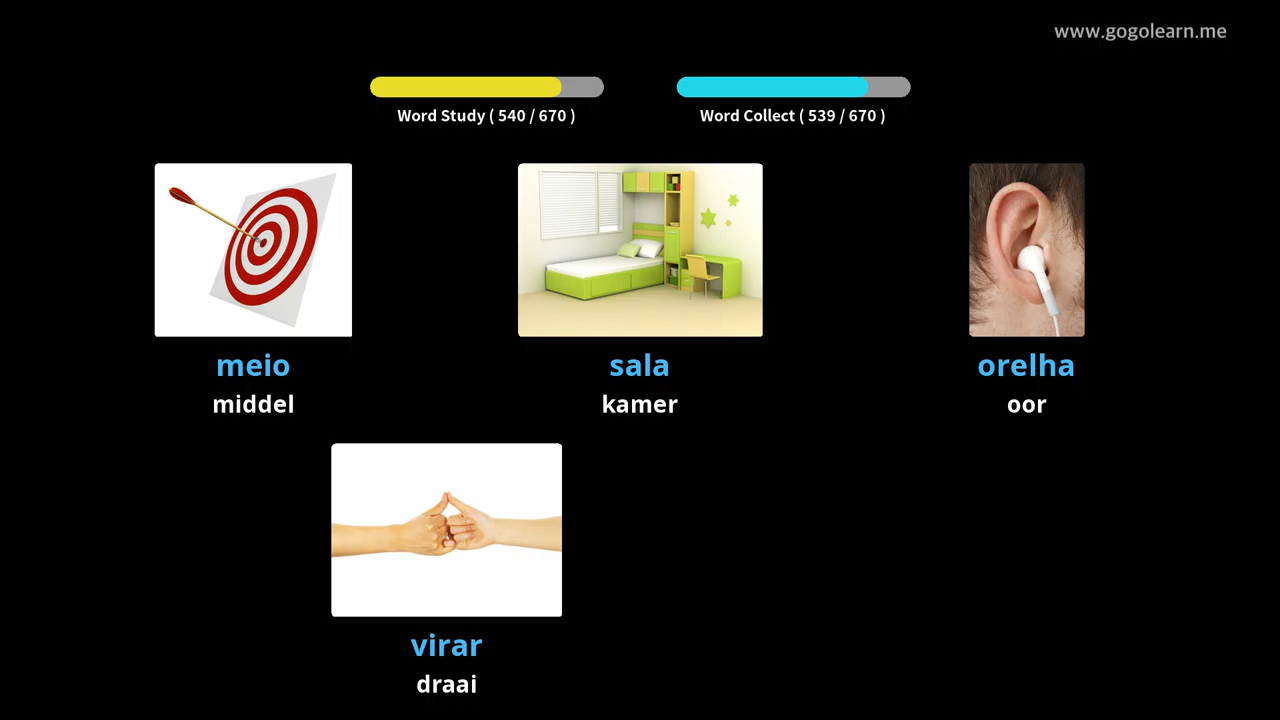 www.gogolearn.me
Word Study ( 540 / 670 )
Word Collect ( 539 / 670 )
meio
middel
sala
kamer
orelha
oor
virar
draai